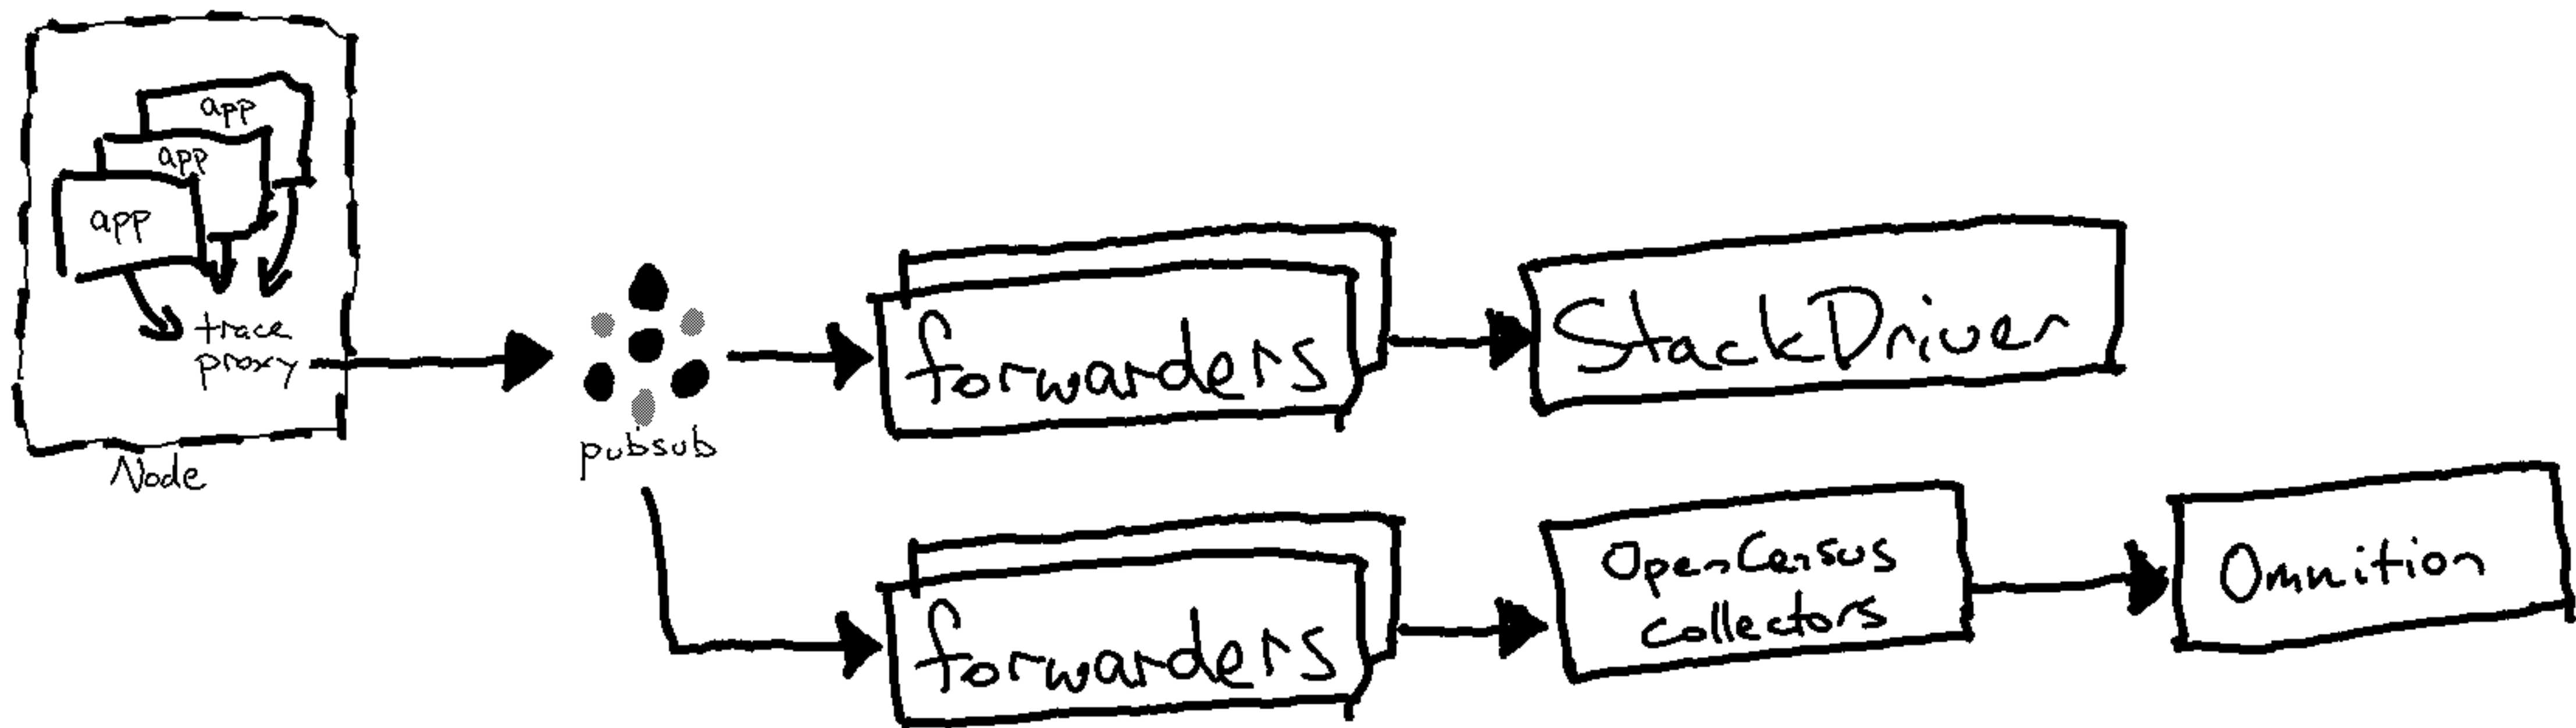 app
app
app
trace
proxy
Node
pubsub
forwarders
StackDriver
forwarders
OpenCensus
collectors
Omnition